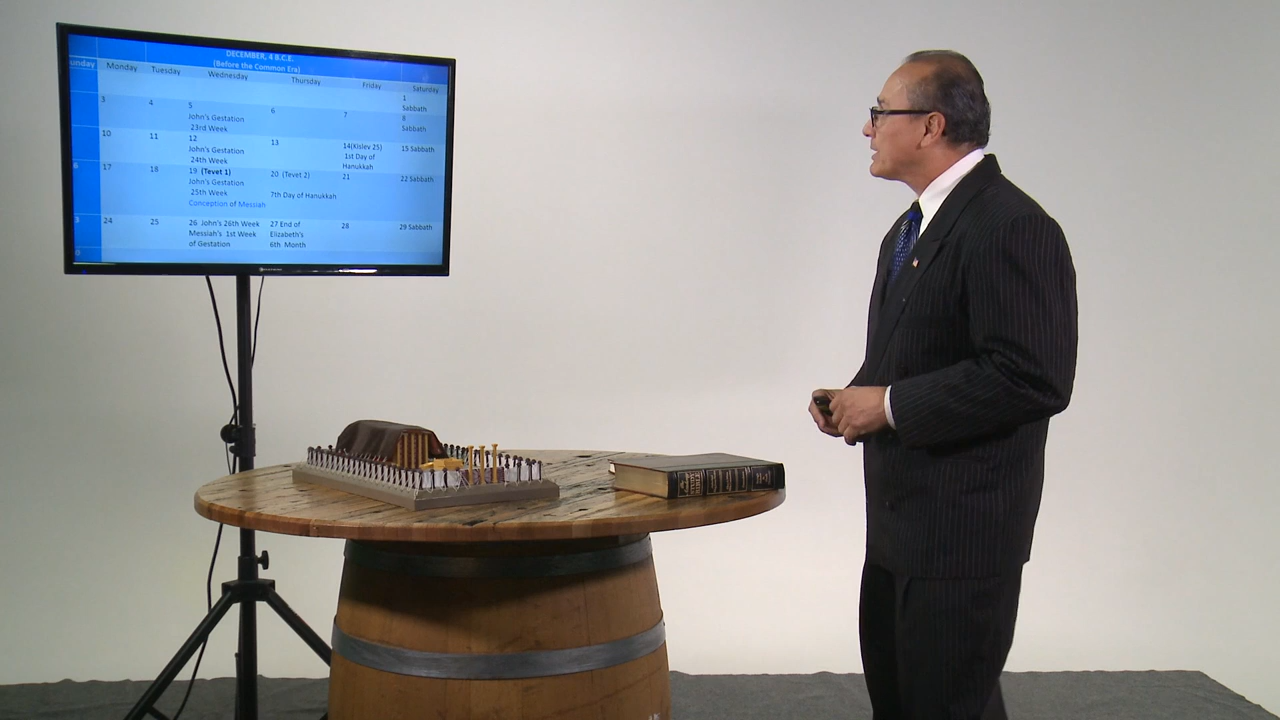 DECEMBER, 4 B.C.E.
(Before the Common Era)
unday Monday Tuesday Wednesday Thursday Friday Saturday
1
Sabbath
3 4 5 6 7 8
John's Gestation Sabbath
23rd Week
10 11 12 13 14(Kislev 25) 15 Sabbath
John's Gestation 1st Day of
24th Week Hanukkah
17 18 19 (Tevet 1) 20 (Tevet 2) 21 22 Sabbath
John's Gestation
25th Week 7th Day of Hanukkah
Conception of Messiah
24 25 26 John's 26th Week 27 End of 28 29 Sabbath
Messiah's 1st Week Elizabeth's
of Gestation 6th Month
BIBLE